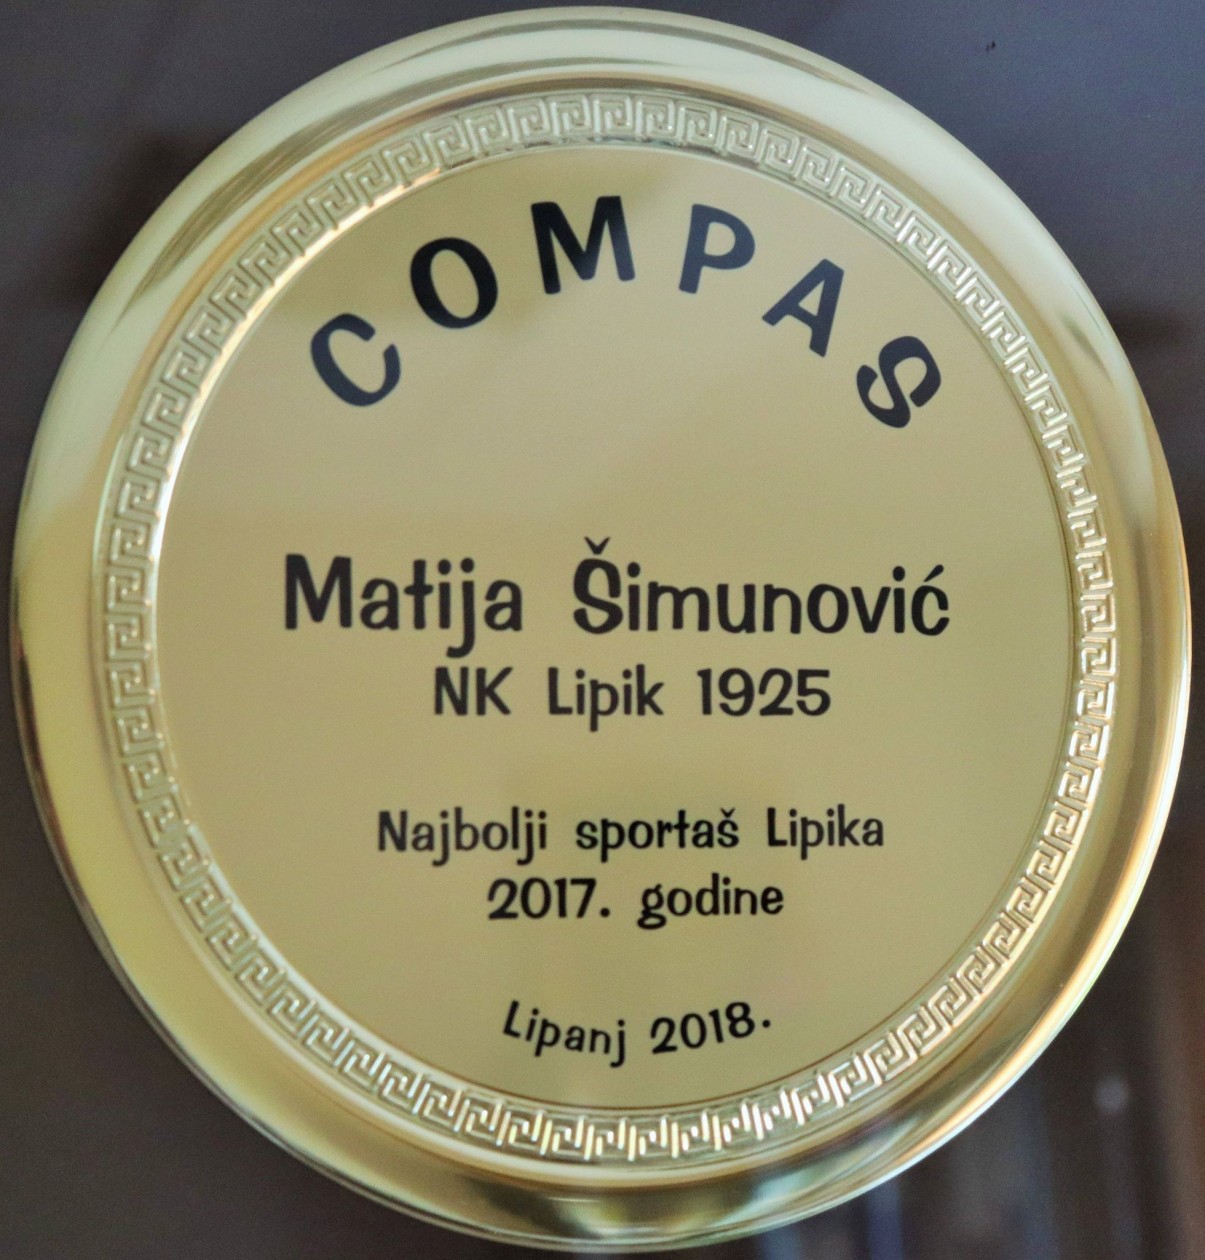 COMPAS
Matija Šimunović
NK Lipik 1925
Najbolji sportaš Lipika
2017. godine
Lipanj 2018.